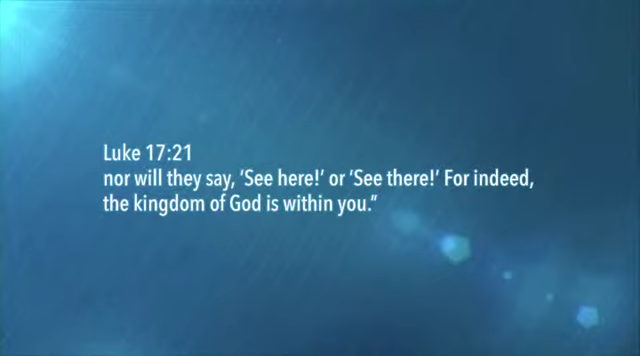 Luke 17:21
nor will they say, ‘See here!’ or ‘See there!’ For indeed,
the kingdom of God is within you.”